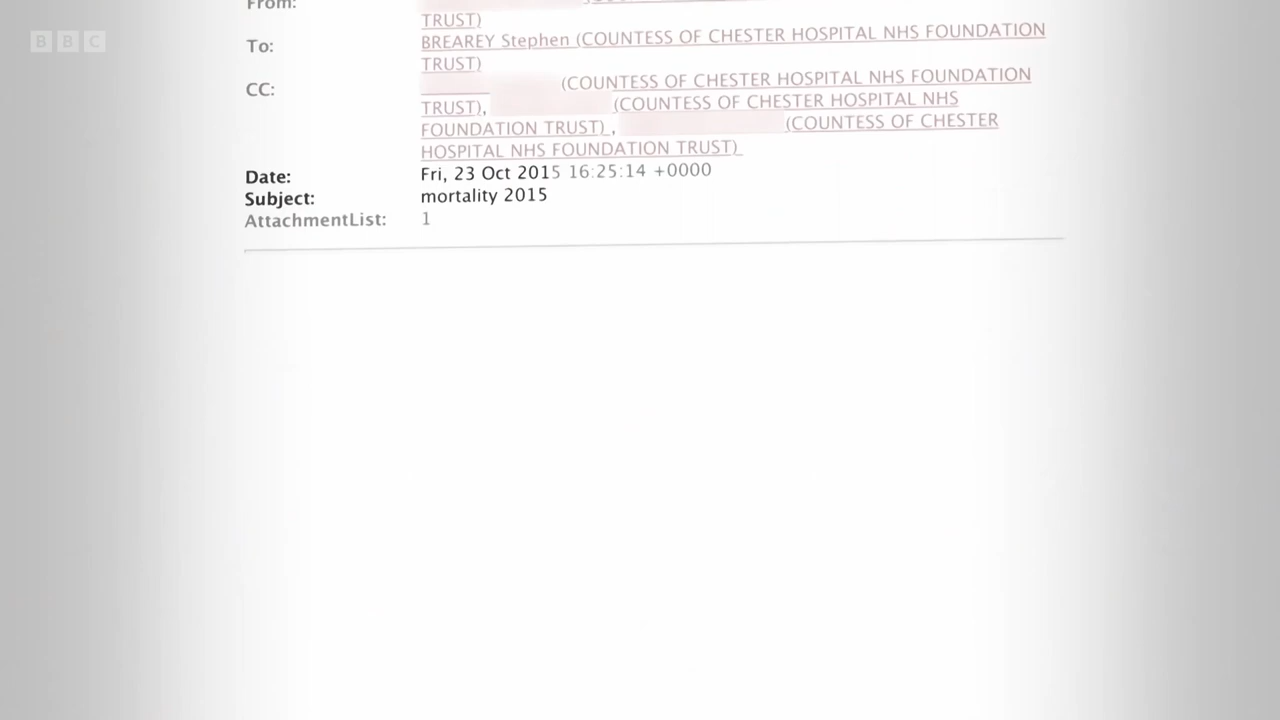 BBC
From:
TRUST)
To: BREAREY Stephen (COUNTESS OF CHESTER HOSPITAL NHS FOUNDATION
TRUST)
CC: (COUNTESS OF CHESTER HOSPITAL NHS FOUNDATION
TRUST), (COUNTESS OF CHESTER HOSPITAL NHS
FOUNDATION TRUST) , (COUNTESS OF CHESTER
HOSPITAL NHS FOUNDATION TRUST)
Date: Fri, 23 Oct 2015 16:25:14 +0000
Subject: mortality 2015
AttachmentList: 1